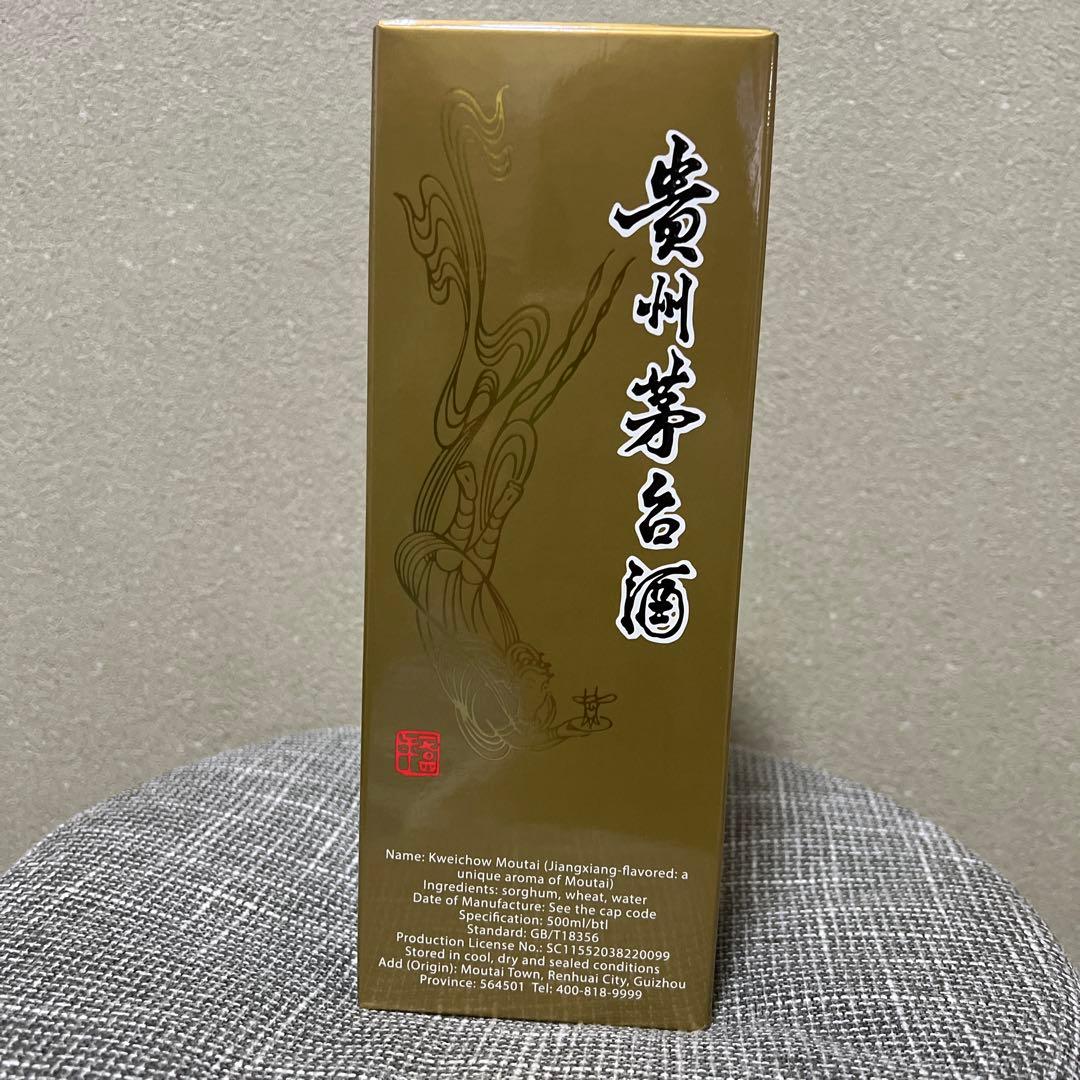 貴州茅台酒
Name: Kweichow Moutai (Jiangxiang-flavored: a
unique aroma of Moutai)
Ingredients: sorghum, wheat, water
Date of Manufacture: See the cap code
Specification: 500ml/btl
Standard: GB/T18356
Production License No.: SC11552038220099
Stored in cool, dry and sealed conditions
Add (Origin): Moutai Town, Renhuai City, Guizhou
Province: 564501 Tel: 400-818-9999